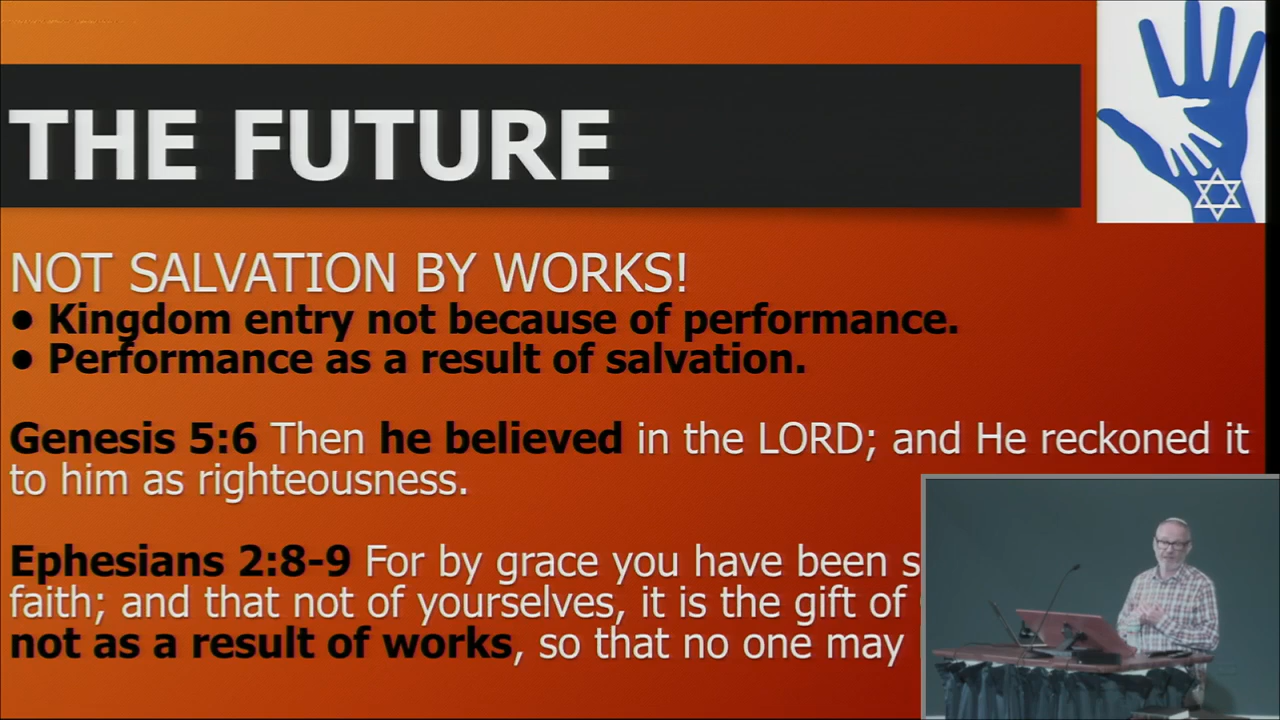 THE FUTURE
NOT SALVATION BY WORKS!
• Kingdom entry not because of performance.
• Performance as a result of salvation.
Genesis 5:6 Then he believed in the LORD; and He reckoned it
to him as righteousness.
Ephesians 2:8-9 For by grace you have been
faith; and that not of yourselves, it is the gift of
not as a result of works, so that no one may